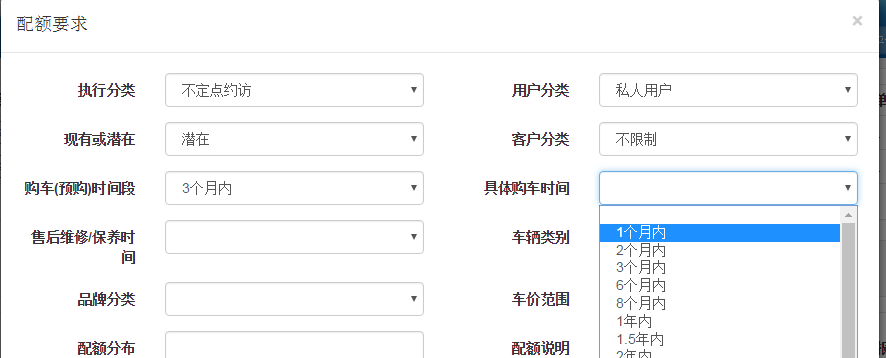 配额要求
×
执行分类 不定点约访 用户分类 私人用户
现有或潜在 潜在 客户分类 不限制
购车(预购)时间段 3个月内 具体购车时间
售后维修/保养时
间
车辆类别
1个月内
2个月内
3个月内
6个月内
8个月内
1年内
1.5年内
2年内
品牌分类 车价范围
配额分布 配额说明